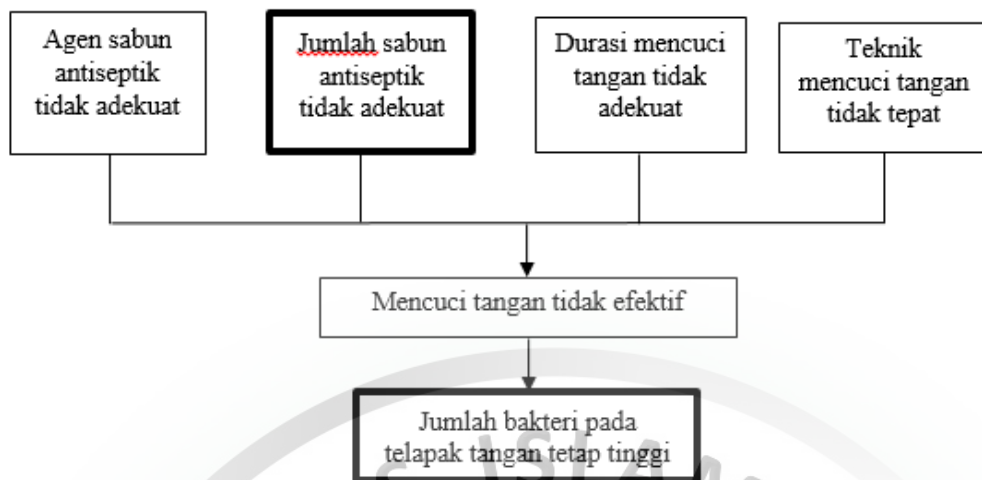 Agen sabun
antiseptik
tidak adekuat
Jumlah sabun
antiseptik
tidak adekuat
Durasi mencuci
tangan tidak
adekuat
Teknik
mencuci tangan
tidak tepat
Mencuci tangan tidak efektif
Jumlah bakteri pada
telapak tangan tetap tinggi